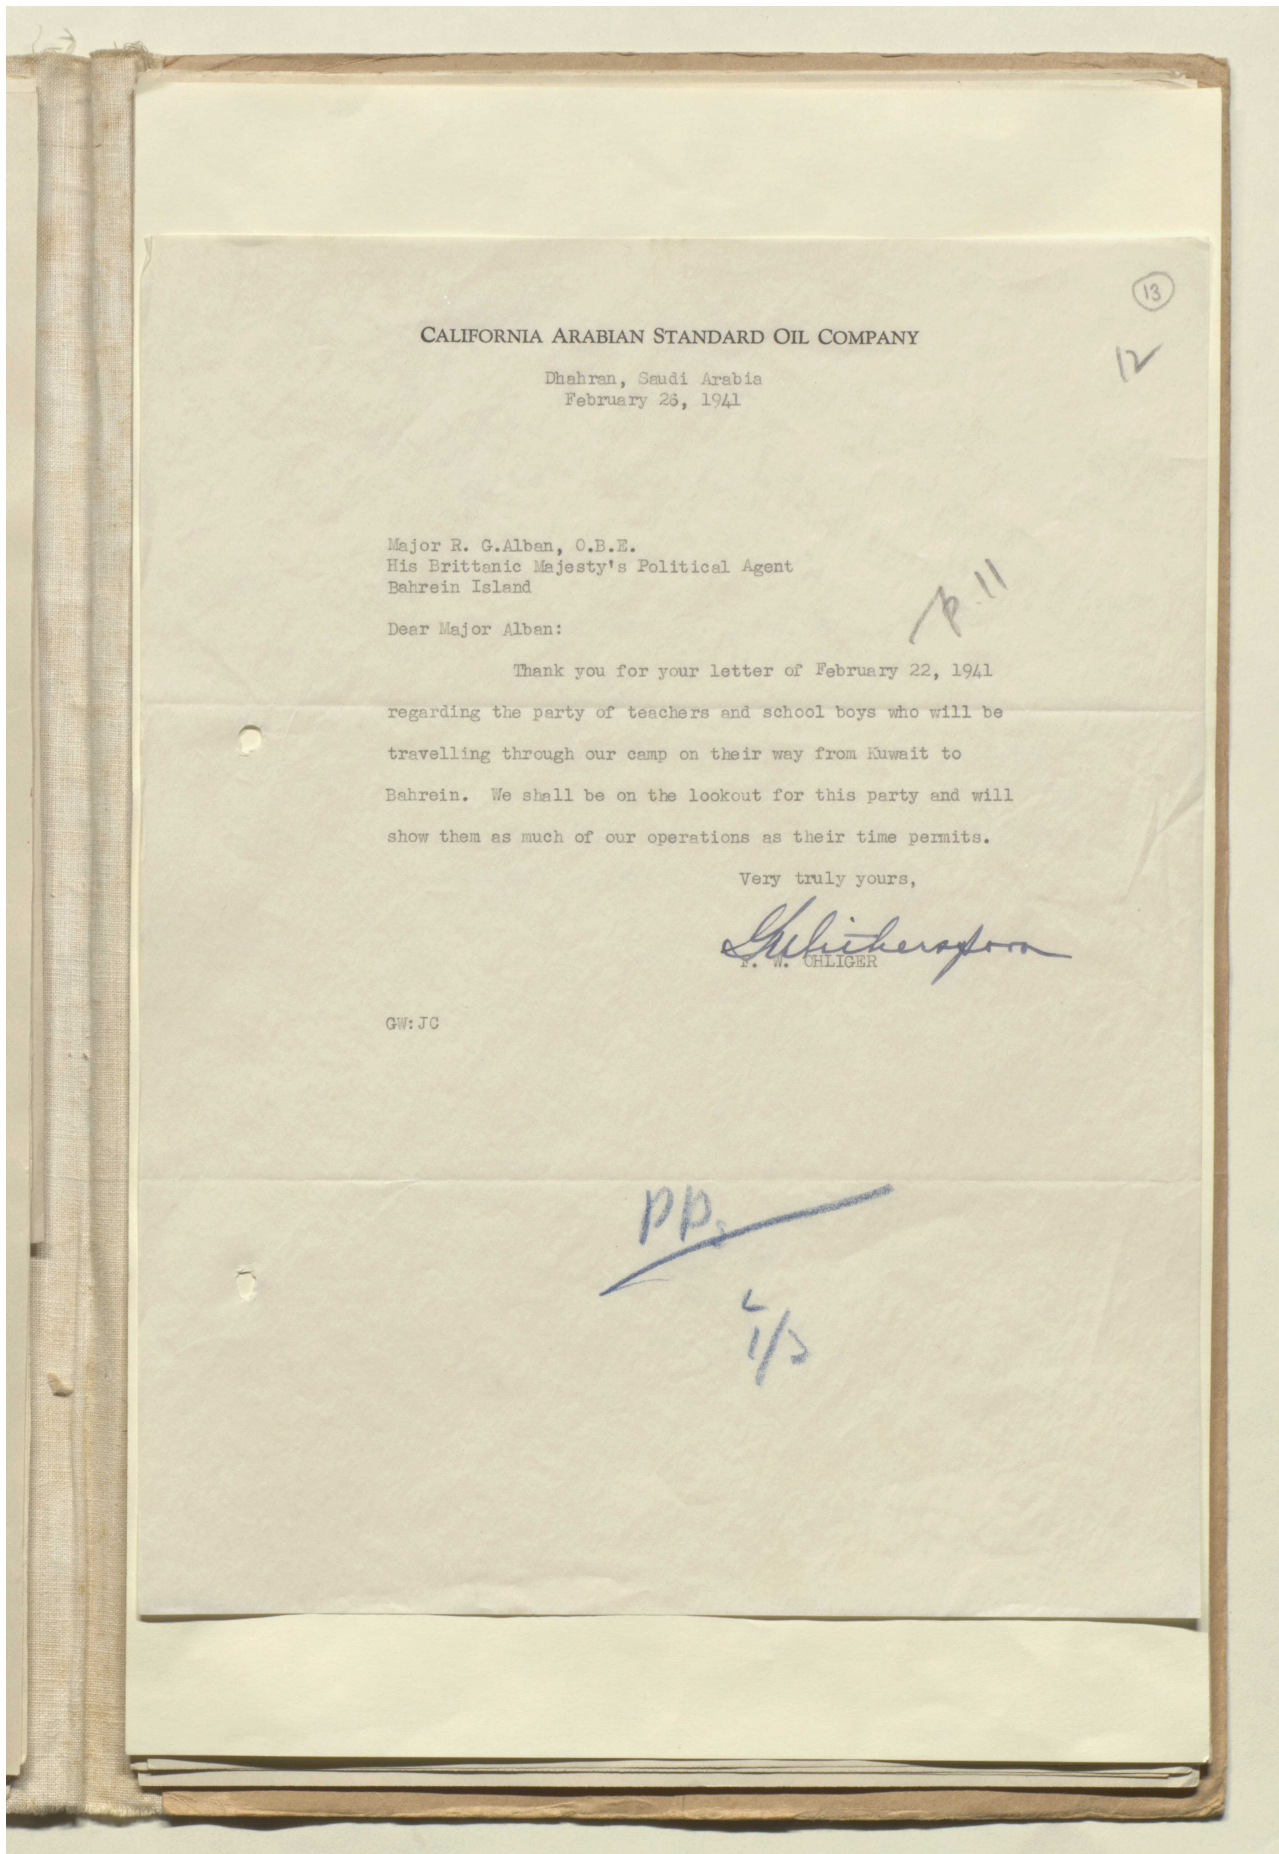 13
12
CALIFORNIA ARABIAN STANDARD OIL COMPANY
Dhahran, Saudi Arabia
February 26, 1941
Major R. G.Alban, O.B.E.
His Brittanic Majesty's Political Agent
Bahrein Island
p.11
Dear Major Alban:
Thank you for your letter of February 22, 1941
regarding the party of teachers and school boys who will be
travelling through our camp on their way from Kuwait to
Bahrein. We shall be on the lookout for this party and will
show them as much of our operations as their time permits.
Very truly yours,
GWitherspoon
F. W. OHLIGER
GW:JC